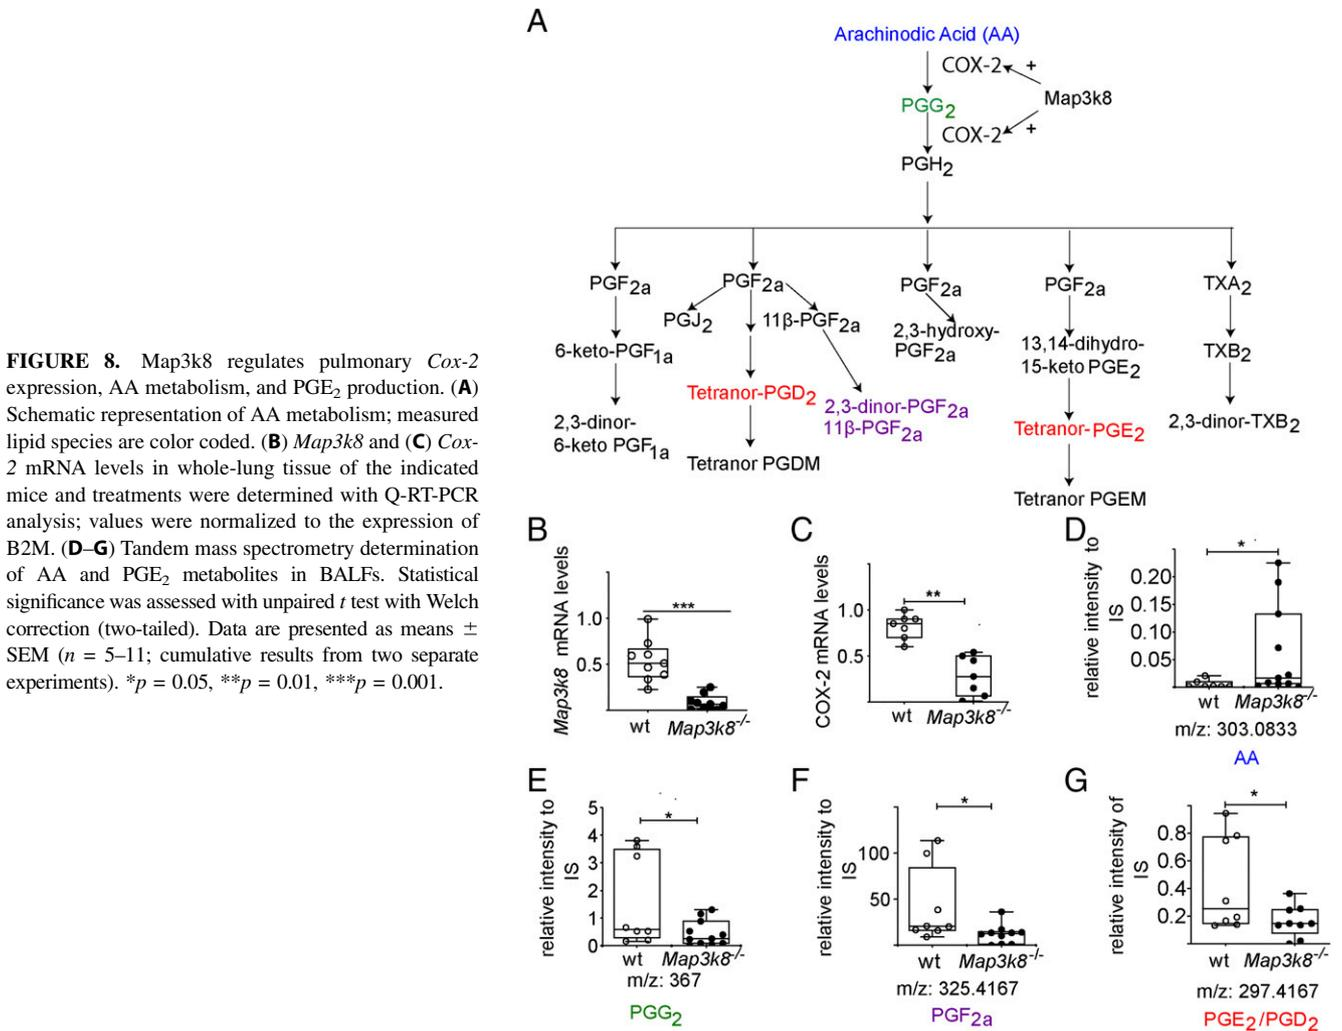 FIGURE 8. Map3k8 regulates pulmonary Cox-2
expression, AA metabolism, and PGE2 production. (A)
Schematic representation of AA metabolism; measured
lipid species are color coded. (B) Map3k8 and (C) Cox-
2 mRNA levels in whole-lung tissue of the indicated
mice and treatments were determined with Q-RT-PCR
analysis; values were normalized to the expression of
B2M. (D–G) Tandem mass spectrometry determination
of AA and PGE2 metabolites in BALFs. Statistical
significance was assessed with unpaired t test with Welch
correction (two-tailed). Data are presented as means ±
SEM (n = 5–11; cumulative results from two separate
experiments). *p = 0.05, **p = 0.01, ***p = 0.001.
A
Arachinodic Acid (AA)
COX-2 +
Map3k8
PGG2
COX-2 +
PGH2
PGF2a PGF2a PGF2a PGF2a TXA2
PGJ2 11β-PGF2a
2,3-hydroxy-
PGF2a
6-keto-PGF1a
13,14-dihydro-
15-keto PGE2
TXB2
Tetranor-PGD2
2,3-dinor-PGF2a
11β-PGF2a
2,3-dinor-
6-keto PGF1a
Tetranor-PGE2
2,3-dinor-TXB2
Tetranor PGDM
Tetranor PGEM
B
Map3k8 mRNA levels
1.0
0.5
***
wt Map3k8-/-
C
COX-2 mRNA levels
1.0
0.5
**
wt Map3k8-/-
D
relative intensity to
IS
0.20
0.15
0.10
0.05
*
wt Map3k8-/-
m/z: 303.0833
AA
E
relative intensity to
IS
5
4
3
2
1
0
*
wt Map3k8-/-
m/z: 367
PGG2
F
relative intensity to
IS
100
50
*
wt Map3k8-/-
m/z: 325.4167
PGF2a
G
relative intensity of
IS
0.8
0.6
0.4
0.2
*
wt Map3k8-/-
m/z: 297.4167
PGE2/PGD2